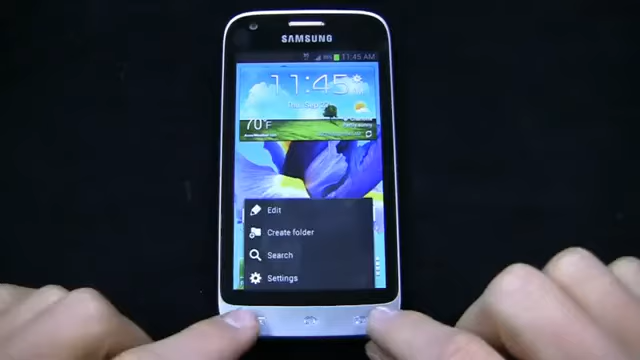 SAMSUNG
11:45 AM
11:45
70°F
Edit
Create folder
Search
Settings